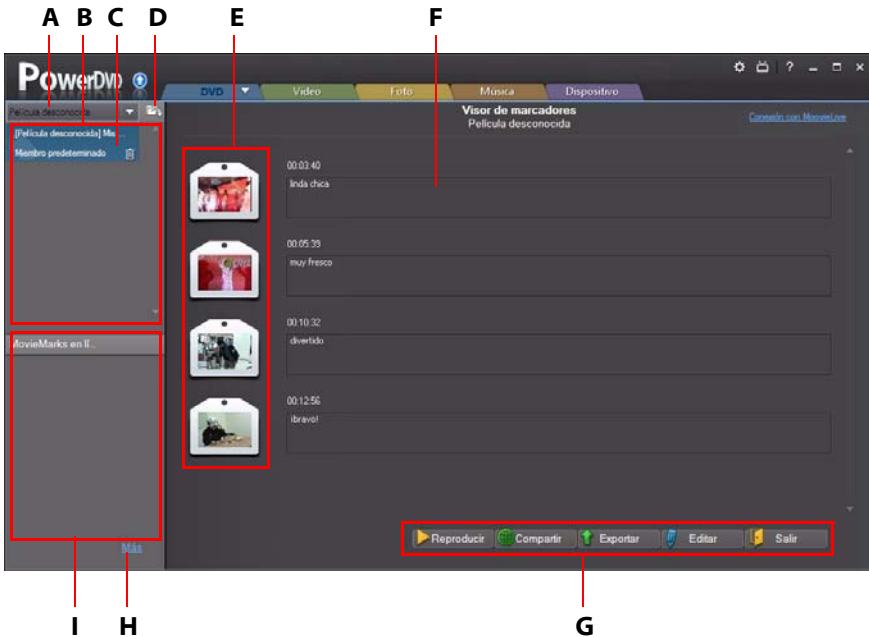 A B C D E F
PowerDVD
?
DVD Video Foto Música Dispositivo
Película desconocida
Visor de marcadores
Película desconocida
Conexión con MoovieLive
[Película desconocida] Mis ...
Miembro predeterminado
00:03:40
linda chica
00:05:39
muy fresco
00:10:32
divertido
00:12:56
¡bravo!
MovieMarks en lí...
Más
Reproducir Compartir Exportar Editar Salir
I H G